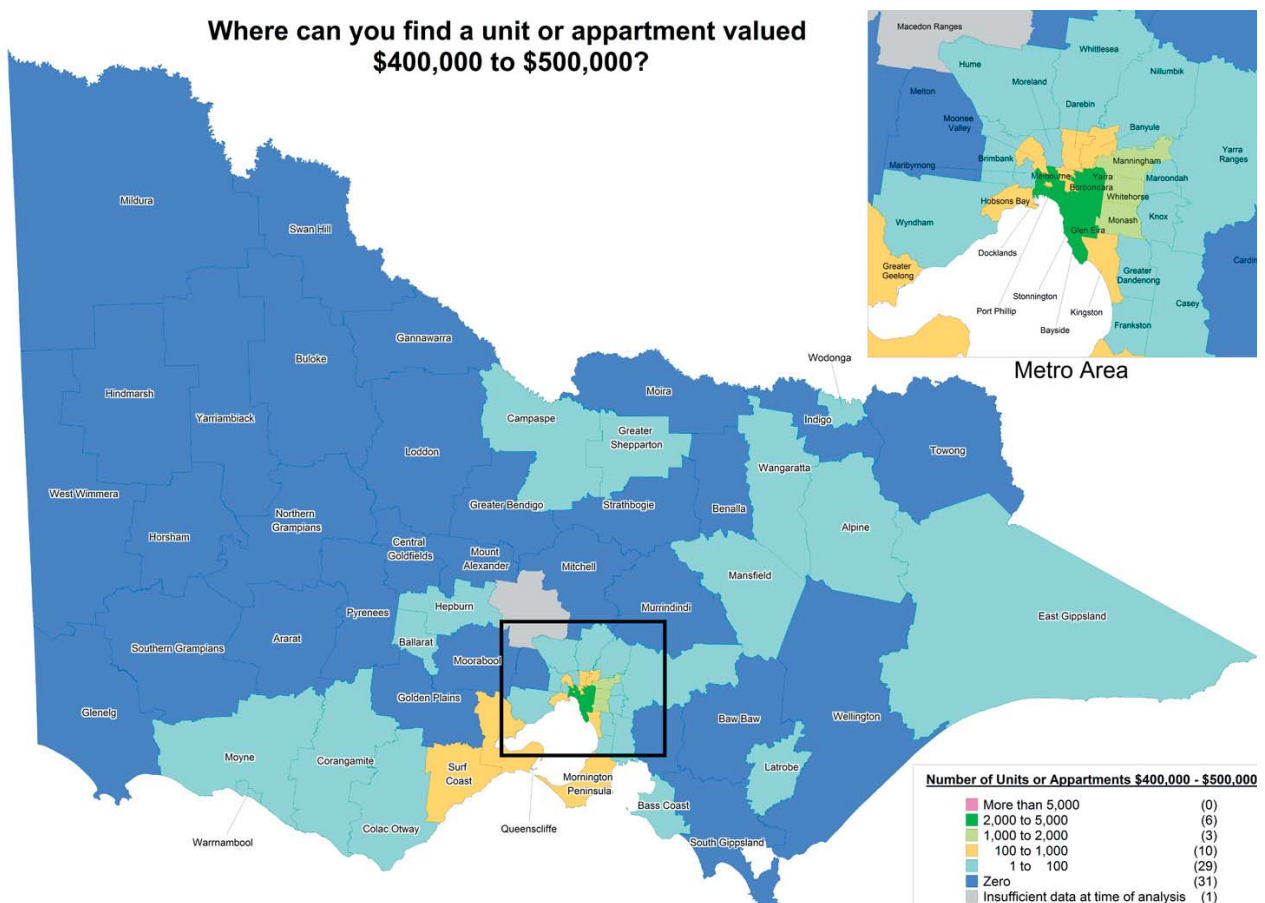 Where can you find a unit or appartment valued
$400,000 to $500,000?
Macedon Ranges
Whittlesea
Hume
Nillumbik
Moreland
Melton
Darebin
Moonee
Valley
Banyule
Yarra
Ranges
Brimbank
Manningham
Maribyrnong
Maroondah
Melbourne
Yarra
Boroondara
Whitehorse
Hobsons Bay
Knox
Wyndham
Monash
Glen Eira
Docklands
Greater
Geelong
Greater
Dandenong
Cardin
Stonnington
Casey
Port Phillip
Kingston
Frankston
Bayside
Metro Area
Mildura
Swan Hill
Gannawarra
Buloke
Wodonga
Hindmarsh
Moira
Yarriambiack
Campaspe
Indigo
Greater
Shepparton
Towong
Loddon
Wangaratta
West Wimmera
Greater Bendigo
Strathbogie
Benalla
Northern
Grampians
Alpine
Horsham
Central
Goldfields
Mount
Alexander
Mitchell
Mansfield
Hepburn
Murrindindi
Pyrenees
East Gippsland
Ararat
Ballarat
Southern Grampians
Moorabool
Golden Plains
Glenelg
Baw Baw
Wellington
Moyne
Corangamite
Surf
Coast
Latrobe
Mornington
Peninsula
Bass Coast
Colac Otway
Queenscliffe
Warrnambool
South Gippsland
Number of Units or Appartments $400,000 - $500,000
More than 5,000 (0)
2,000 to 5,000 (6)
1,000 to 2,000 (3)
100 to 1,000 (10)
1 to 100 (29)
Zero (31)
Insufficient data at time of analysis (1)